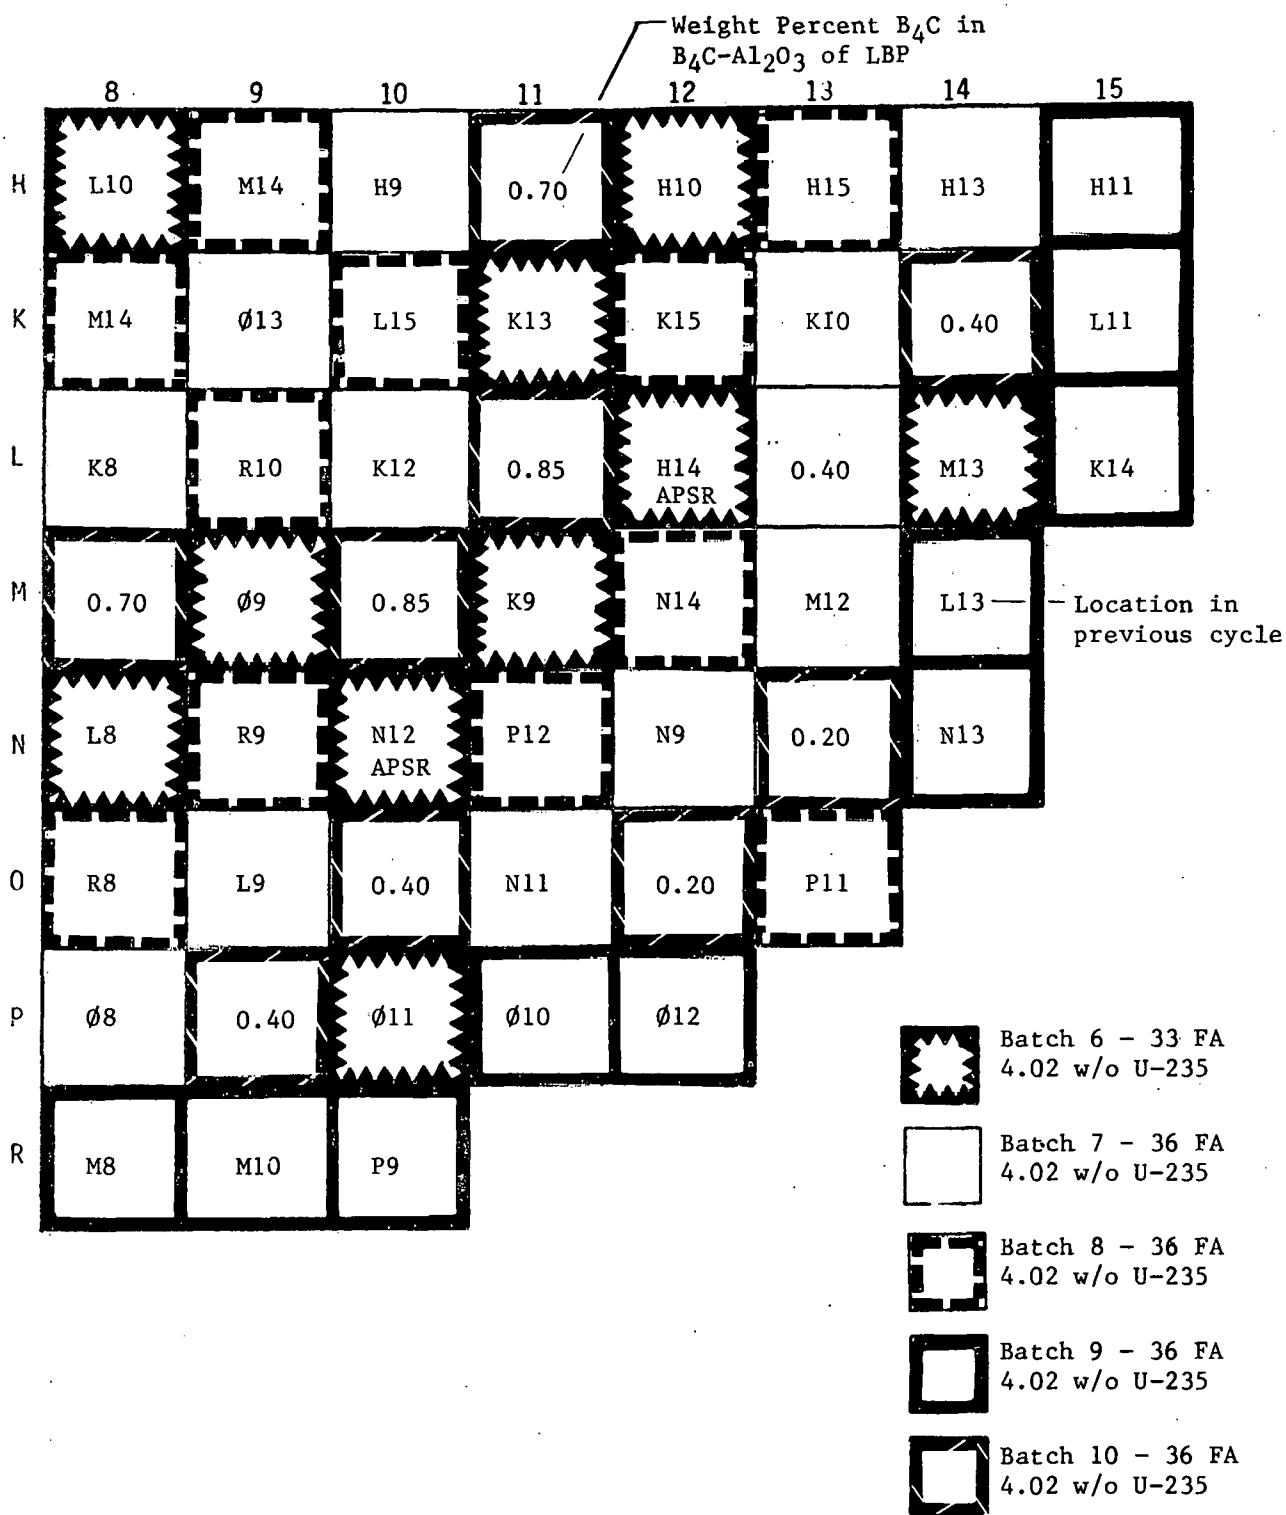 Weight Percent B4C in
B4C-Al2O3 of LBP
8 9 10 11 12 13 14 15
H L10 M14 H9 0.70 H10 H15 H13 H11
K M14 Ø13 L15 K13 K15 K10 0.40 L11
L K8 R10 K12 0.85 H14 0.40 M13 K14
APSR
M 0.70 Ø9 0.85 K9 N14 M12 L13
Location in
previous cycle
N L8 R9 N12 P12 N9 0.20 N13
APSR
O R8 L9 0.40 N11 0.20 P11
P Ø8 0.40 Ø11 Ø10 Ø12
R M8 M10 P9
Batch 6 - 33 FA
4.02 w/o U-235
Batch 7 - 36 FA
4.02 w/o U-235
Batch 8 - 36 FA
4.02 w/o U-235
Batch 9 - 36 FA
4.02 w/o U-235
Batch 10 - 36 FA
4.02 w/o U-235